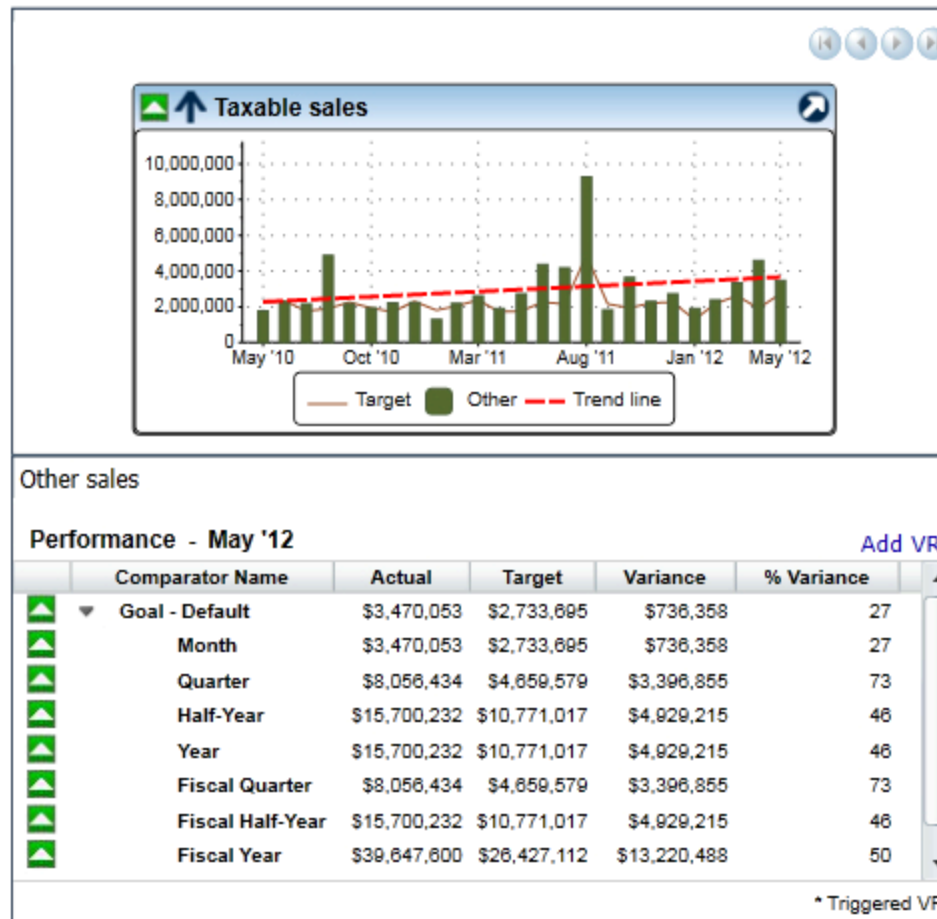 Taxable sales
10,000,000
8,000,000
6,000,000
4,000,000
2,000,000
0
May '10 Oct '10 Mar '11 Aug '11 Jan '12 May '12
Target Other Trend line
Other sales
Performance - May '12
Add VR
Comparator Name Actual Target Variance % Variance
Goal - Default $3,470,053 $2,733,695 $736,358 27
Month $3,470,053 $2,733,695 $736,358 27
Quarter $8,056,434 $4,659,579 $3,396,855 73
Half-Year $15,700,232 $10,771,017 $4,929,215 46
Year $15,700,232 $10,771,017 $4,929,215 46
Fiscal Quarter $8,056,434 $4,659,579 $3,396,855 73
Fiscal Half-Year $15,700,232 $10,771,017 $4,929,215 46
Fiscal Year $39,647,600 $26,427,112 $13,220,488 50
* Triggered VR